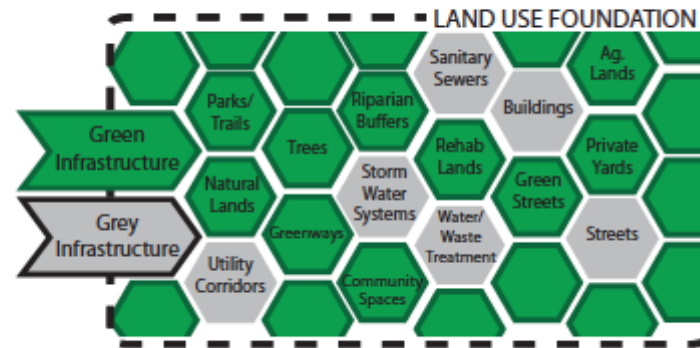 LAND USE FOUNDATION
Green
Infrastructure
Grey
Infrastructure
Parks/
Trails
Natural
Lands
Utility
Corridors
Trees
Greenways
Riparian
Buffers
Storm
Water
Systems
Community
Spaces
Sanitary
Sewers
Rehab
Lands
Water/
Waste
Treatment
Buildings
Green
Streets
Ag.
Lands
Private
Yards
Streets